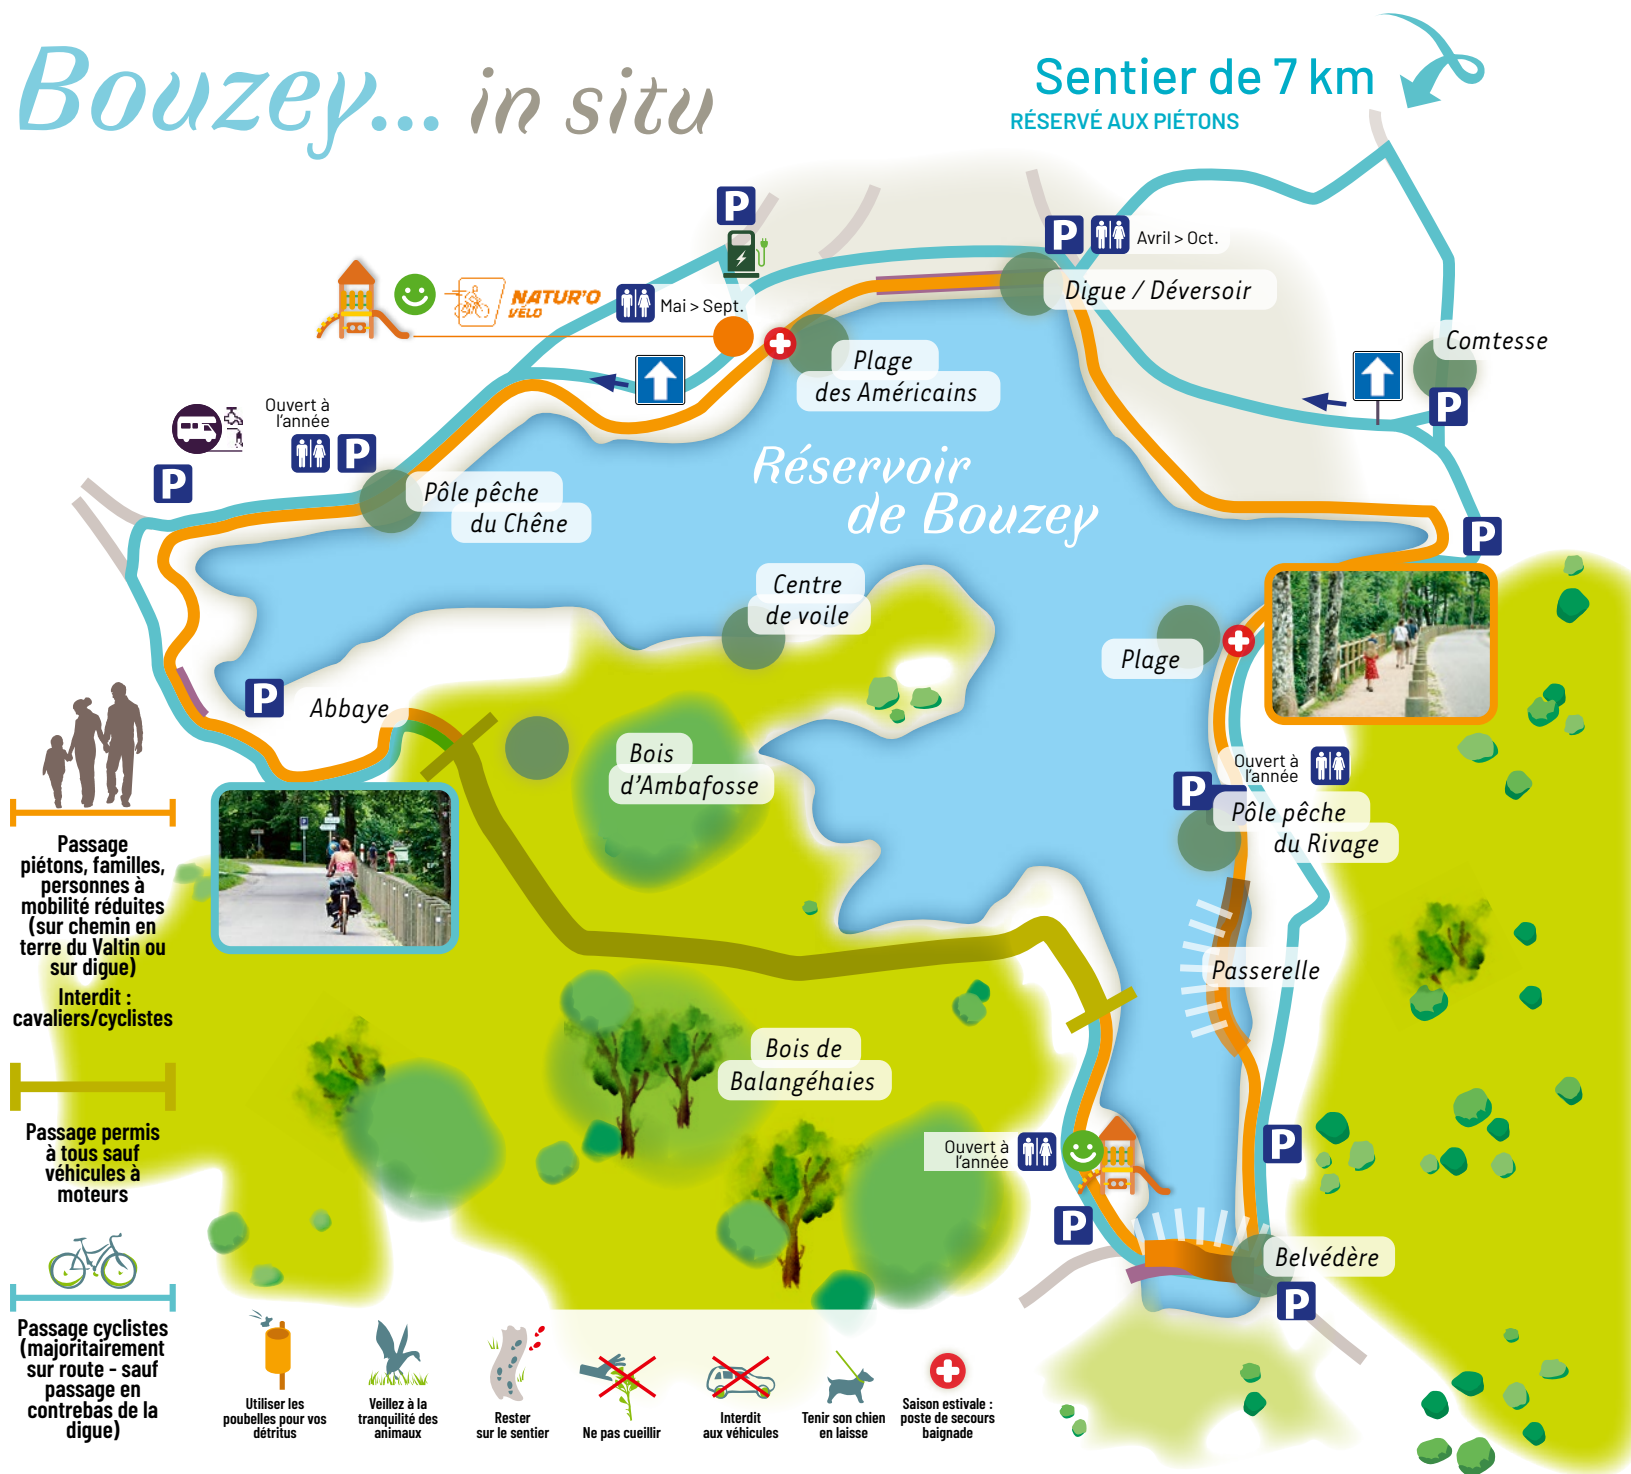 Bouzey... in situ
Sentier de 7 km
RÉSERVÉ AUX PIÉTONS
P
P
Avril > Oct.
Digue / Déversoir
NATUR'O
VÉLO
Mai > Sept.
Comtesse
Plage
des Américains
P
Ouvert à
l'année
P
P
Réservoir
de Bouzey
Pôle pêche
du Chêne
P
Centre
de voile
Plage
P
Abbaye
Bois
d'Ambafosse
Ouvert à
l'année
P
Pôle pêche
du Rivage
Passage
piétons, familles,
personnes à
mobilité réduites
(sur chemin en
terre du Valtin ou
sur digue)
Interdit :
cavaliers/cyclistes
Passerelle
Bois de
Balangéhaies
Passage permis
à tous sauf
véhicules à
moteurs
Ouvert à
l'année
P
P
Belvédère
P
Passage cyclistes
(majoritairement
sur route - sauf
passage en
contrebas de la
digue)
Utiliser les
poubelles pour vos
détritus
Veillez à la
tranquilité des
animaux
Rester
sur le sentier
Ne pas cueillir
Interdit
aux véhicules
Tenir son chien
en laisse
Saison estivale :
poste de secours
baignade